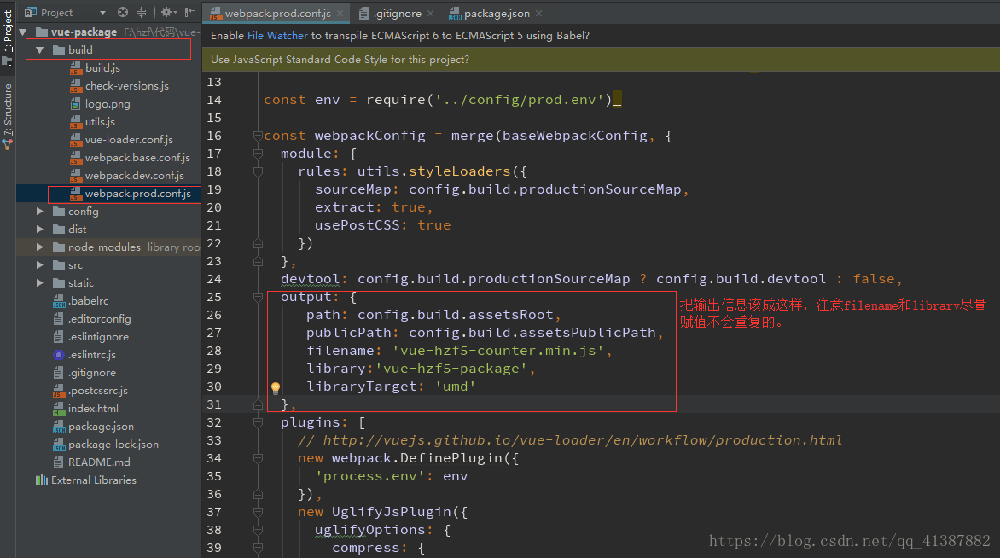 1: Project
7: Structure
Project
vue-package F:\hzf\代码\vue-
build
build.js
check-versions.js
logo.png
utils.js
vue-loader.conf.js
webpack.base.conf.js
webpack.dev.conf.js
webpack.prod.conf.js
config
dist
node_modules library roo
src
static
.babelrc
.editorconfig
.eslintignore
.eslintrc.js
.gitignore
.postcssrc.js
index.html
package.json
package-lock.json
README.md
External Libraries
webpack.prod.conf.js
.gitignore
package.json
Enable File Watcher to transpile ECMAScript 6 to ECMAScript 5 using Babel?
Use JavaScript Standard Code Style for this project?
13
14 const env = require('../config/prod.env')
15
16 const webpackConfig = merge(baseWebpackConfig, {
17 module: {
18 rules: utils.styleLoaders({
19 sourceMap: config.build.productionSourceMap,
20 extract: true,
21 usePostCSS: true
22 })
23 },
24 devtool: config.build.productionSourceMap ? config.build.devtool : false,
25 output: {
26 path: config.build.assetsRoot,
27 publicPath: config.build.assetsPublicPath,
28 filename: 'vue-hzf5-counter.min.js',
29 library:'vue-hzf5-package',
30 libraryTarget: 'umd'
31 },
32 plugins: [
33 // http://vuejs.github.io/vue-loader/en/workflow/production.html
34 new webpack.DefinePlugin({
35 'process.env': env
36 }),
37 new UglifyJsPlugin({
38 uglifyOptions: {
39 compress: {
把输出信息该成这样，注意filename和library尽量
赋值不会重复的。
https://blog.csdn.net/qq_41387882